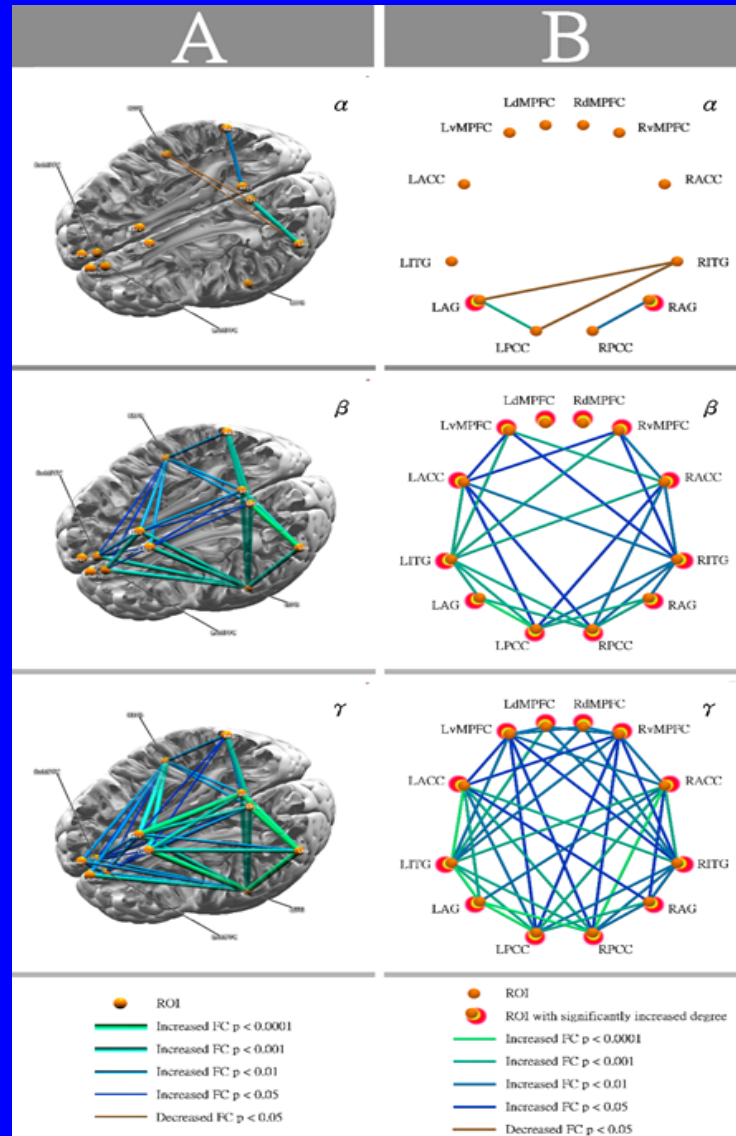 A
B
α
α
LdMPFC RdMPFC
LvMPFC RvMPFC
LACC RACC
LITG RITG
LAG RAG
LPCC RPCC
β
β
LdMPFC RdMPFC
LvMPFC RvMPFC
LACC RACC
LITG RITG
LAG RAG
LPCC RPCC
γ
γ
LdMPFC RdMPFC
LvMPFC RvMPFC
LACC RACC
LITG RITG
LAG RAG
LPCC RPCC
ROI
Increased FC p < 0.0001
Increased FC p < 0.001
Increased FC p < 0.01
Increased FC p < 0.05
Decreased FC p < 0.05
ROI
ROI with significantly increased degree
Increased FC p < 0.0001
Increased FC p < 0.001
Increased FC p < 0.01
Increased FC p < 0.05
Decreased FC p < 0.05